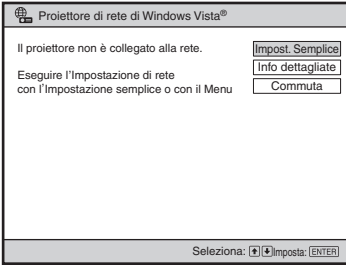 Proiettore di rete di Windows Vista®
Il proiettore non è collegato alla rete.
Eseguire l'Impostazione di rete
con l'Impostazione semplice o con il Menu
Impost. Semplice
Info dettagliate
Commuta
Seleziona: Imposta: ENTER